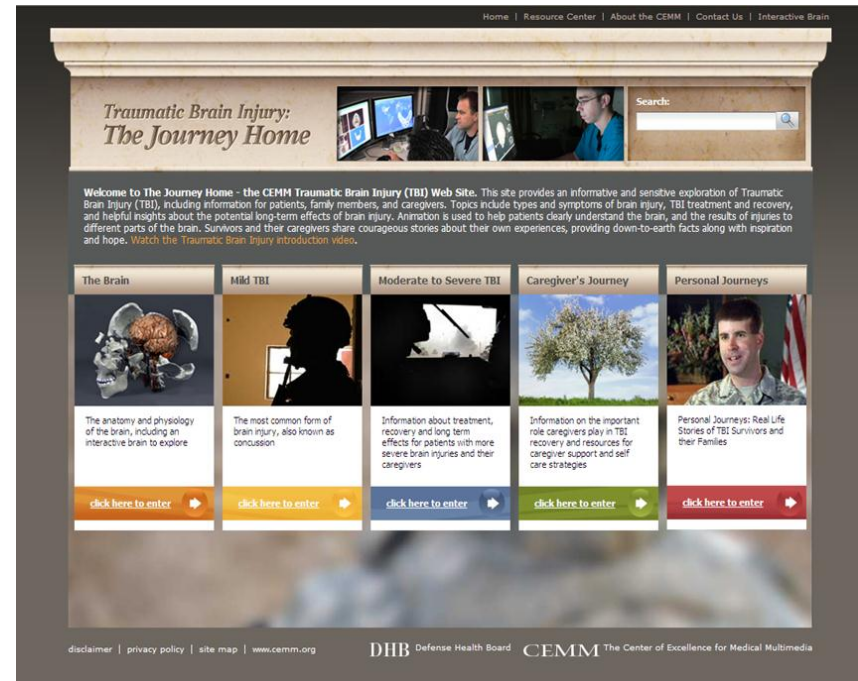 Home | Resource Center | About the CEMM | Contact Us | Interactive Brain
Traumatic Brain Injury:
The Journey Home
Search:
Welcome to The Journey Home - the CEMM Traumatic Brain Injury (TBI) Web Site. This site provides an informative and sensitive exploration of Traumatic
Brain Injury (TBI), including information for patients, family members, and caregivers. Topics include types and symptoms of brain injury, TBI treatment and recovery,
and helpful insights about the potential long-term effects of brain injury. Animation is used to help patients clearly understand the brain, and the results of injuries to
different parts of the brain. Survivors and their caregivers share courageous stories about their own experiences, providing down-to-earth facts along with inspiration
and hope. Watch the Traumatic Brain Injury introduction video.
The Brain
The anatomy and physiology
of the brain, including an
interactive brain to explore
click here to enter
Mild TBI
The most common form of
brain injury, also known as
concussion
click here to enter
Moderate to Severe TBI
Information about treatment,
recovery and long term
effects for patients with more
severe brain injuries and their
caregivers
click here to enter
Caregiver's Journey
Information on the important
role caregivers play in TBI
recovery and resources for
caregiver support and self
care strategies
click here to enter
Personal Journeys
Personal Journeys: Real Life
Stories of TBI Survivors and
their Families
click here to enter
disclaimer | privacy policy | site map | www.cemm.org
DHB Defense Health Board
CEMM The Center of Excellence for Medical Multimedia